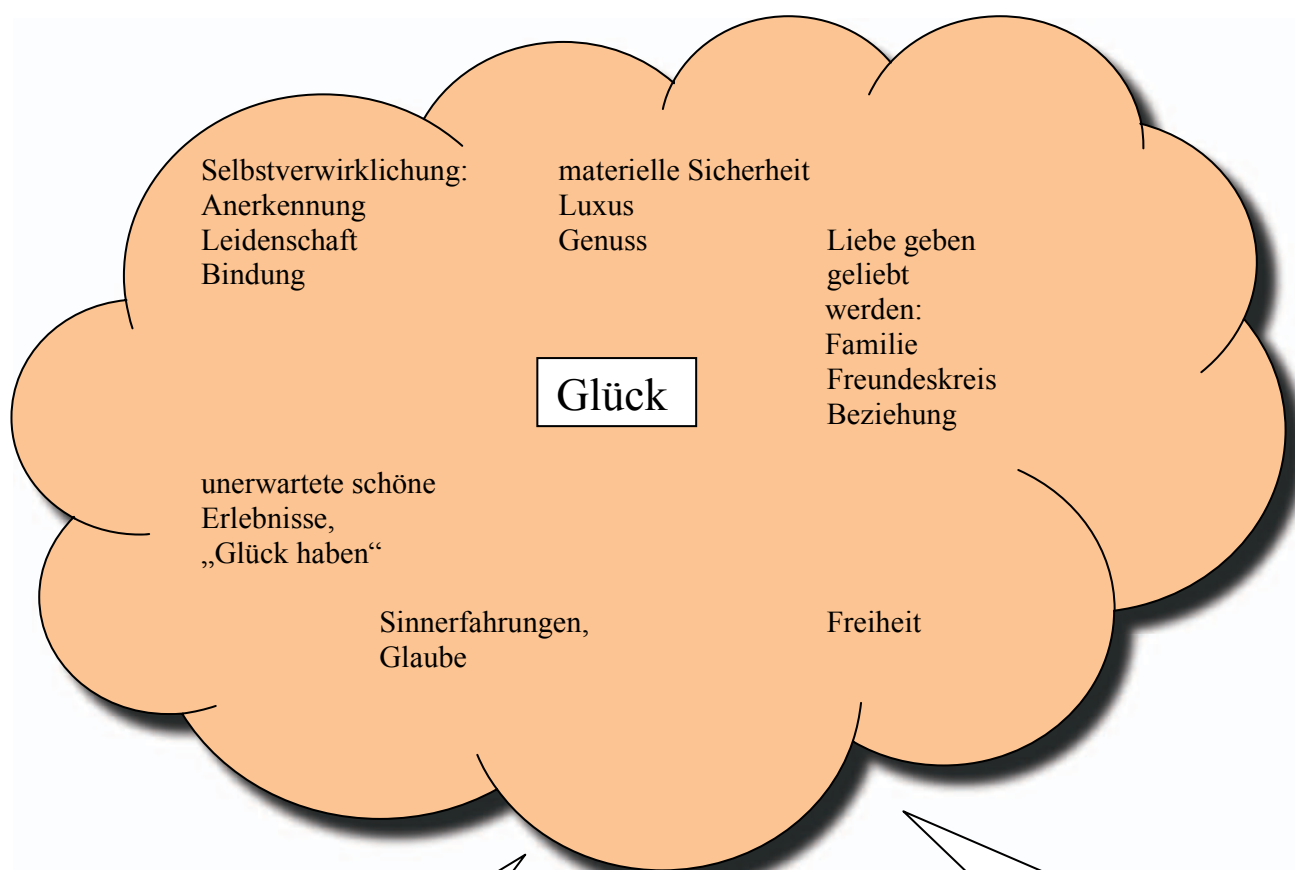 Selbstverwirklichung:
Anerkennung
Leidenschaft
Bindung
materielle Sicherheit
Luxus
Genuss
Liebe geben
geliebt
werden:
Familie
Freundeskreis
Beziehung
Glück
unerwartete schöne
Erlebnisse,
„Glück haben“
Sinnerfahrungen,
Glaube
Freiheit